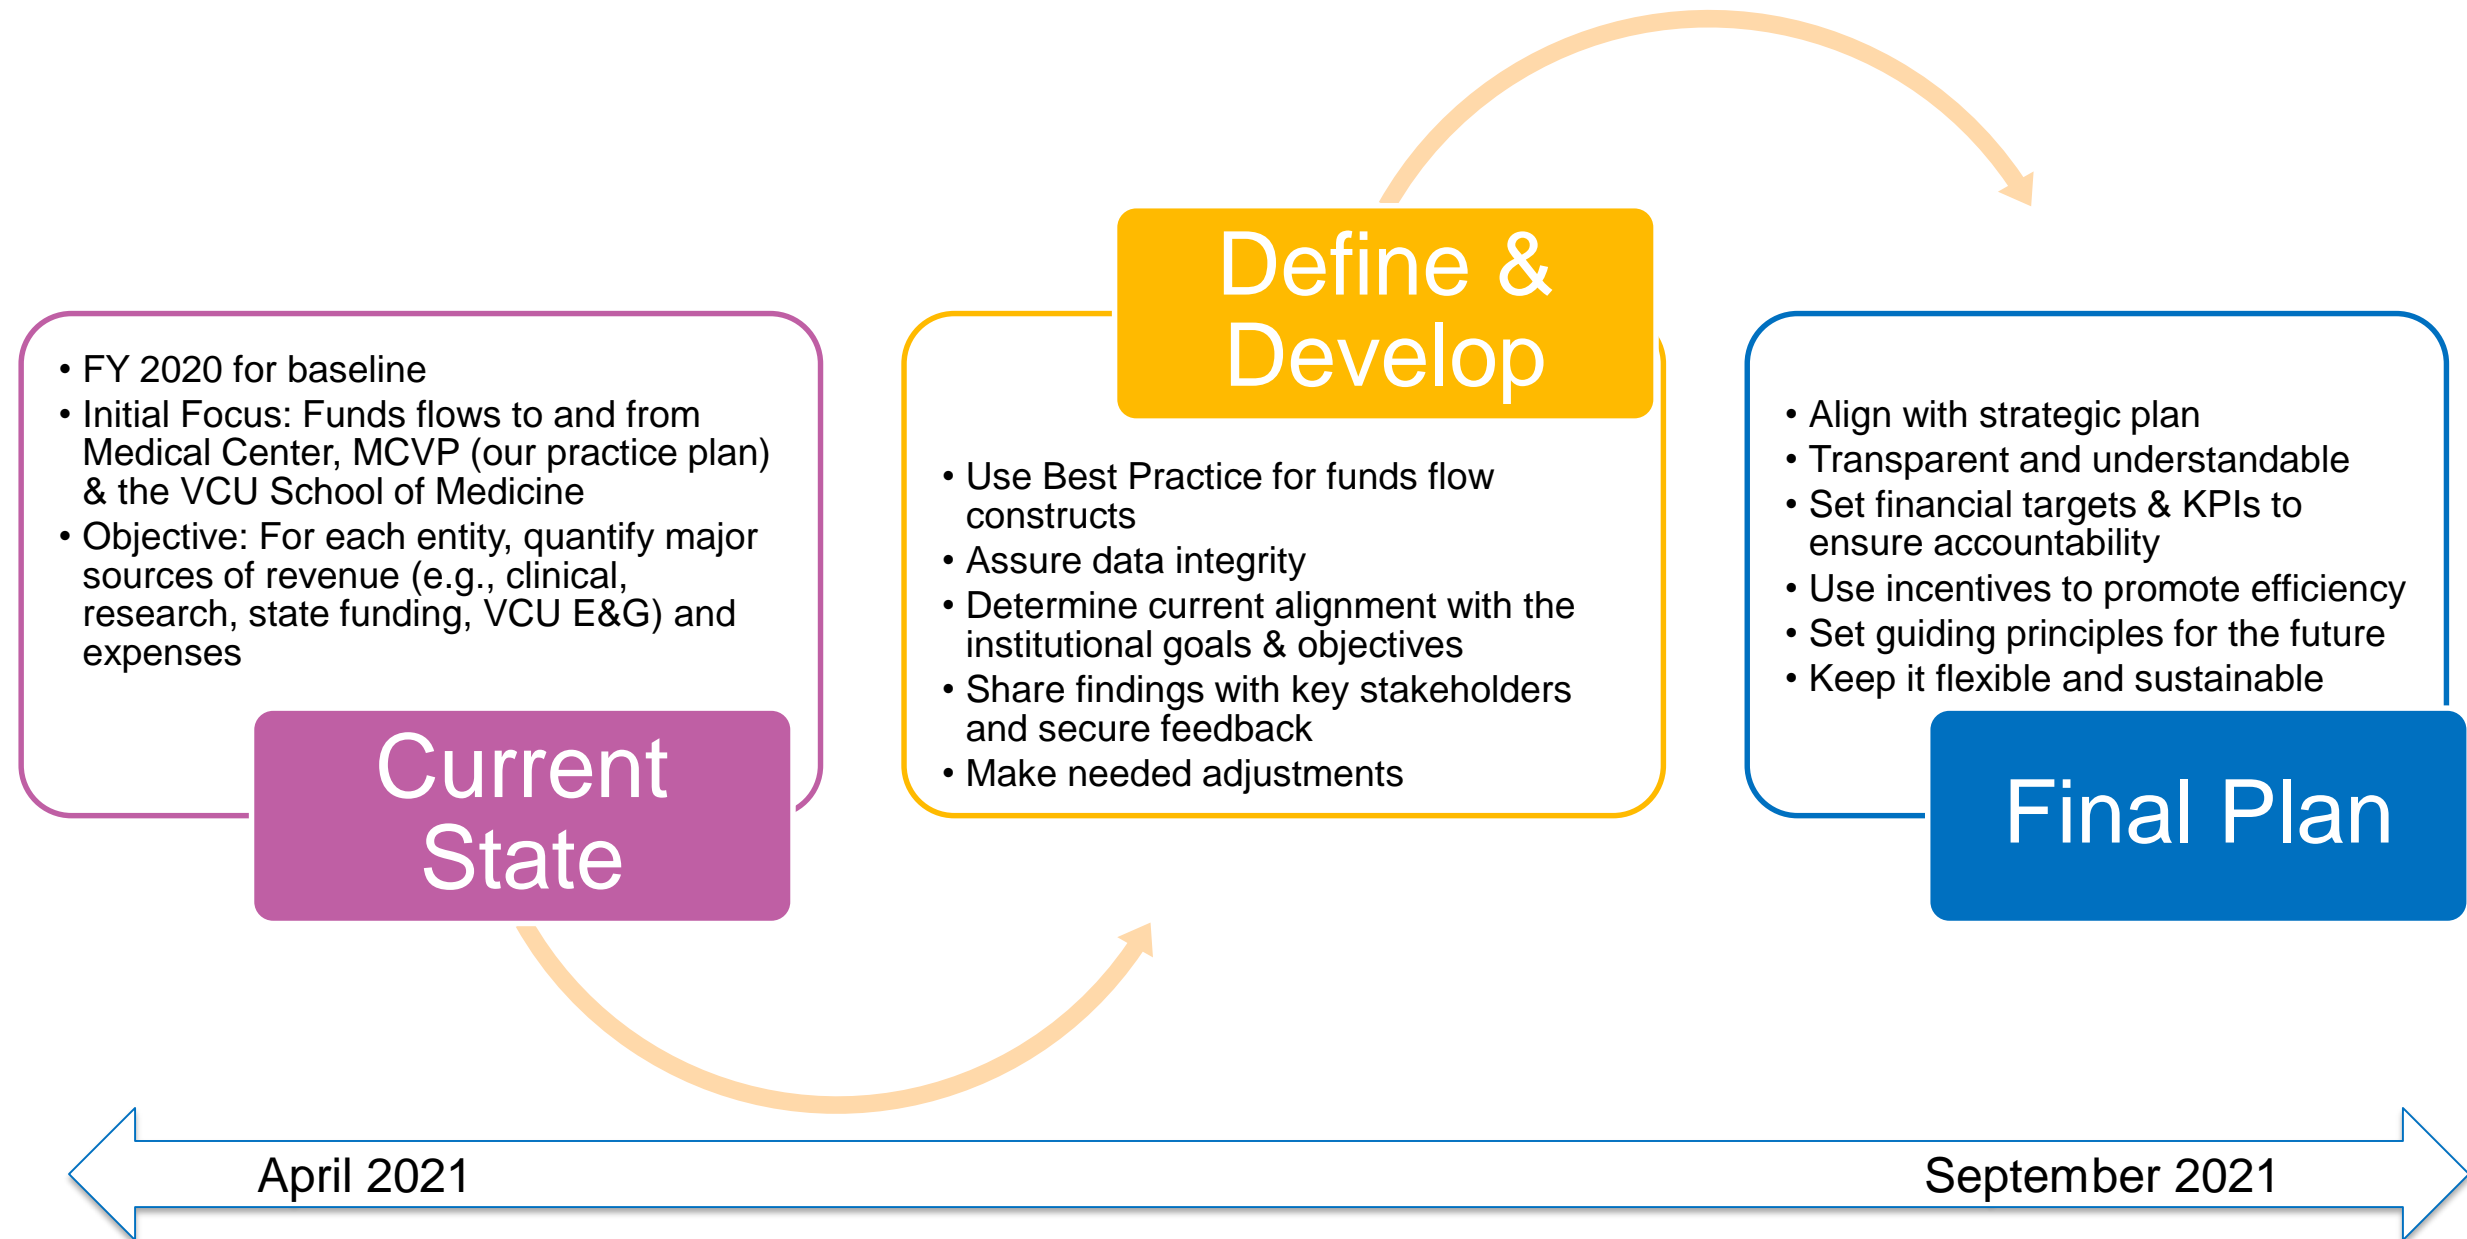 • FY 2020 for baseline
• Initial Focus: Funds flows to and from
Medical Center, MCVP (our practice plan)
& the VCU School of Medicine
• Objective: For each entity, quantify major
sources of revenue (e.g., clinical,
research, state funding, VCU E&G) and
expenses
Current
State
Define &
Develop
• Use Best Practice for funds flow
constructs
• Assure data integrity
• Determine current alignment with the
institutional goals & objectives
• Share findings with key stakeholders
and secure feedback
• Make needed adjustments
• Align with strategic plan
• Transparent and understandable
• Set financial targets & KPIs to
ensure accountability
• Use incentives to promote efficiency
• Set guiding principles for the future
• Keep it flexible and sustainable
Final Plan
April 2021
September 2021